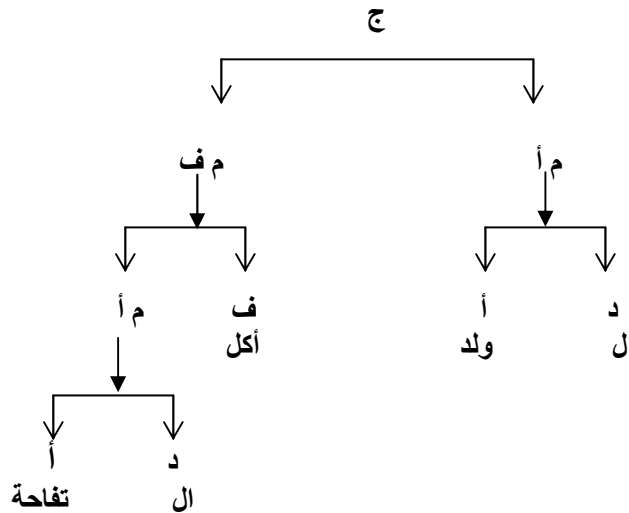 ج
م أ م ف
د أ ف م أ
ل ولد أكل
د أ
ال تفاحة